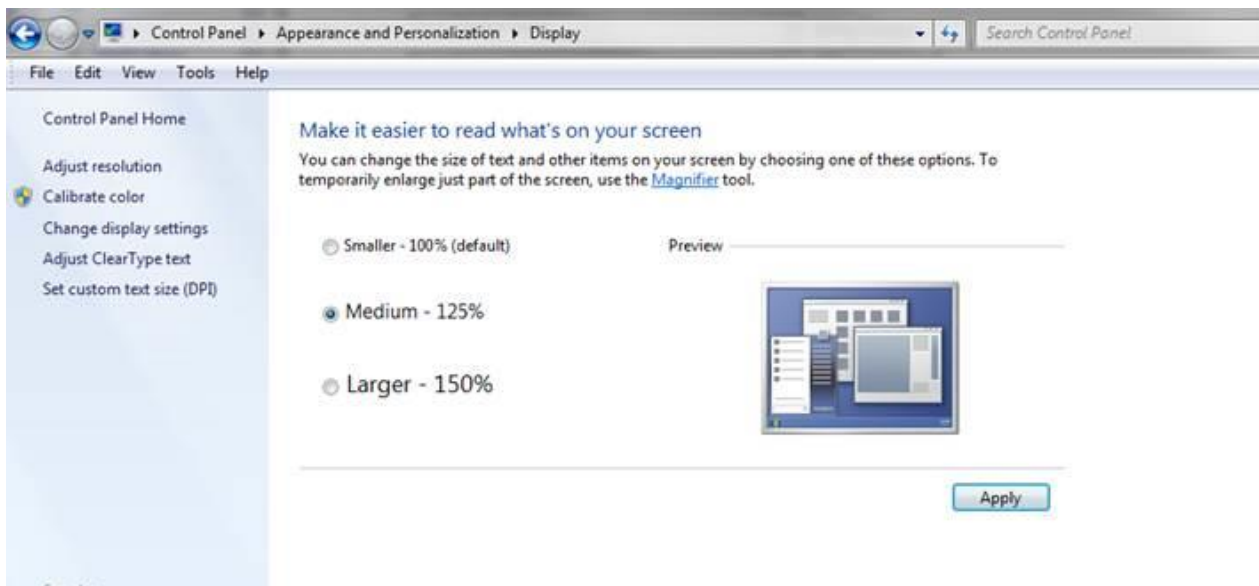 Control Panel Appearance and Personalization Display Search Control Panel
File Edit View Tools Help
Control Panel Home
Adjust resolution
Calibrate color
Change display settings
Adjust ClearType text
Set custom text size (DPI)
Make it easier to read what's on your screen
You can change the size of text and other items on your screen by choosing one of these options. To
temporarily enlarge just part of the screen, use the Magnifier tool.
Smaller - 100% (default)
Preview
Medium - 125%
Larger - 150%
Apply